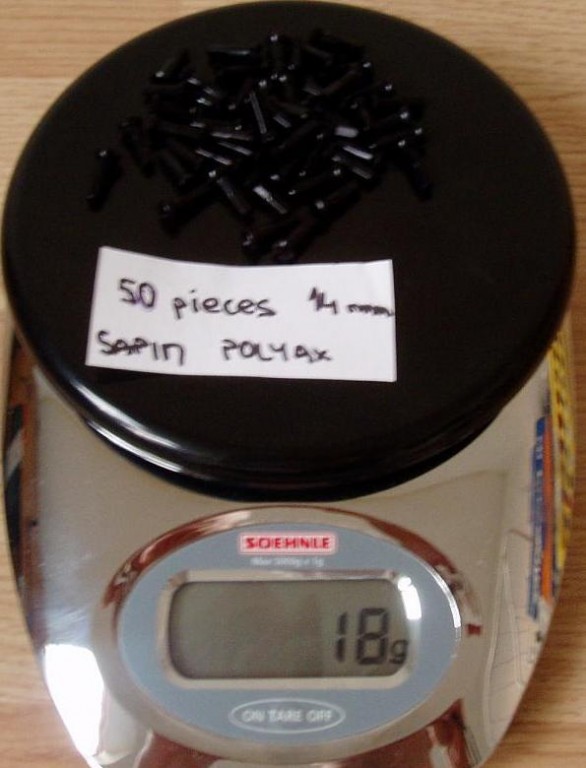 50 pieces 14 mm
SAPIM POLYAX
SOEHNLE
18g
ON TARE OFF